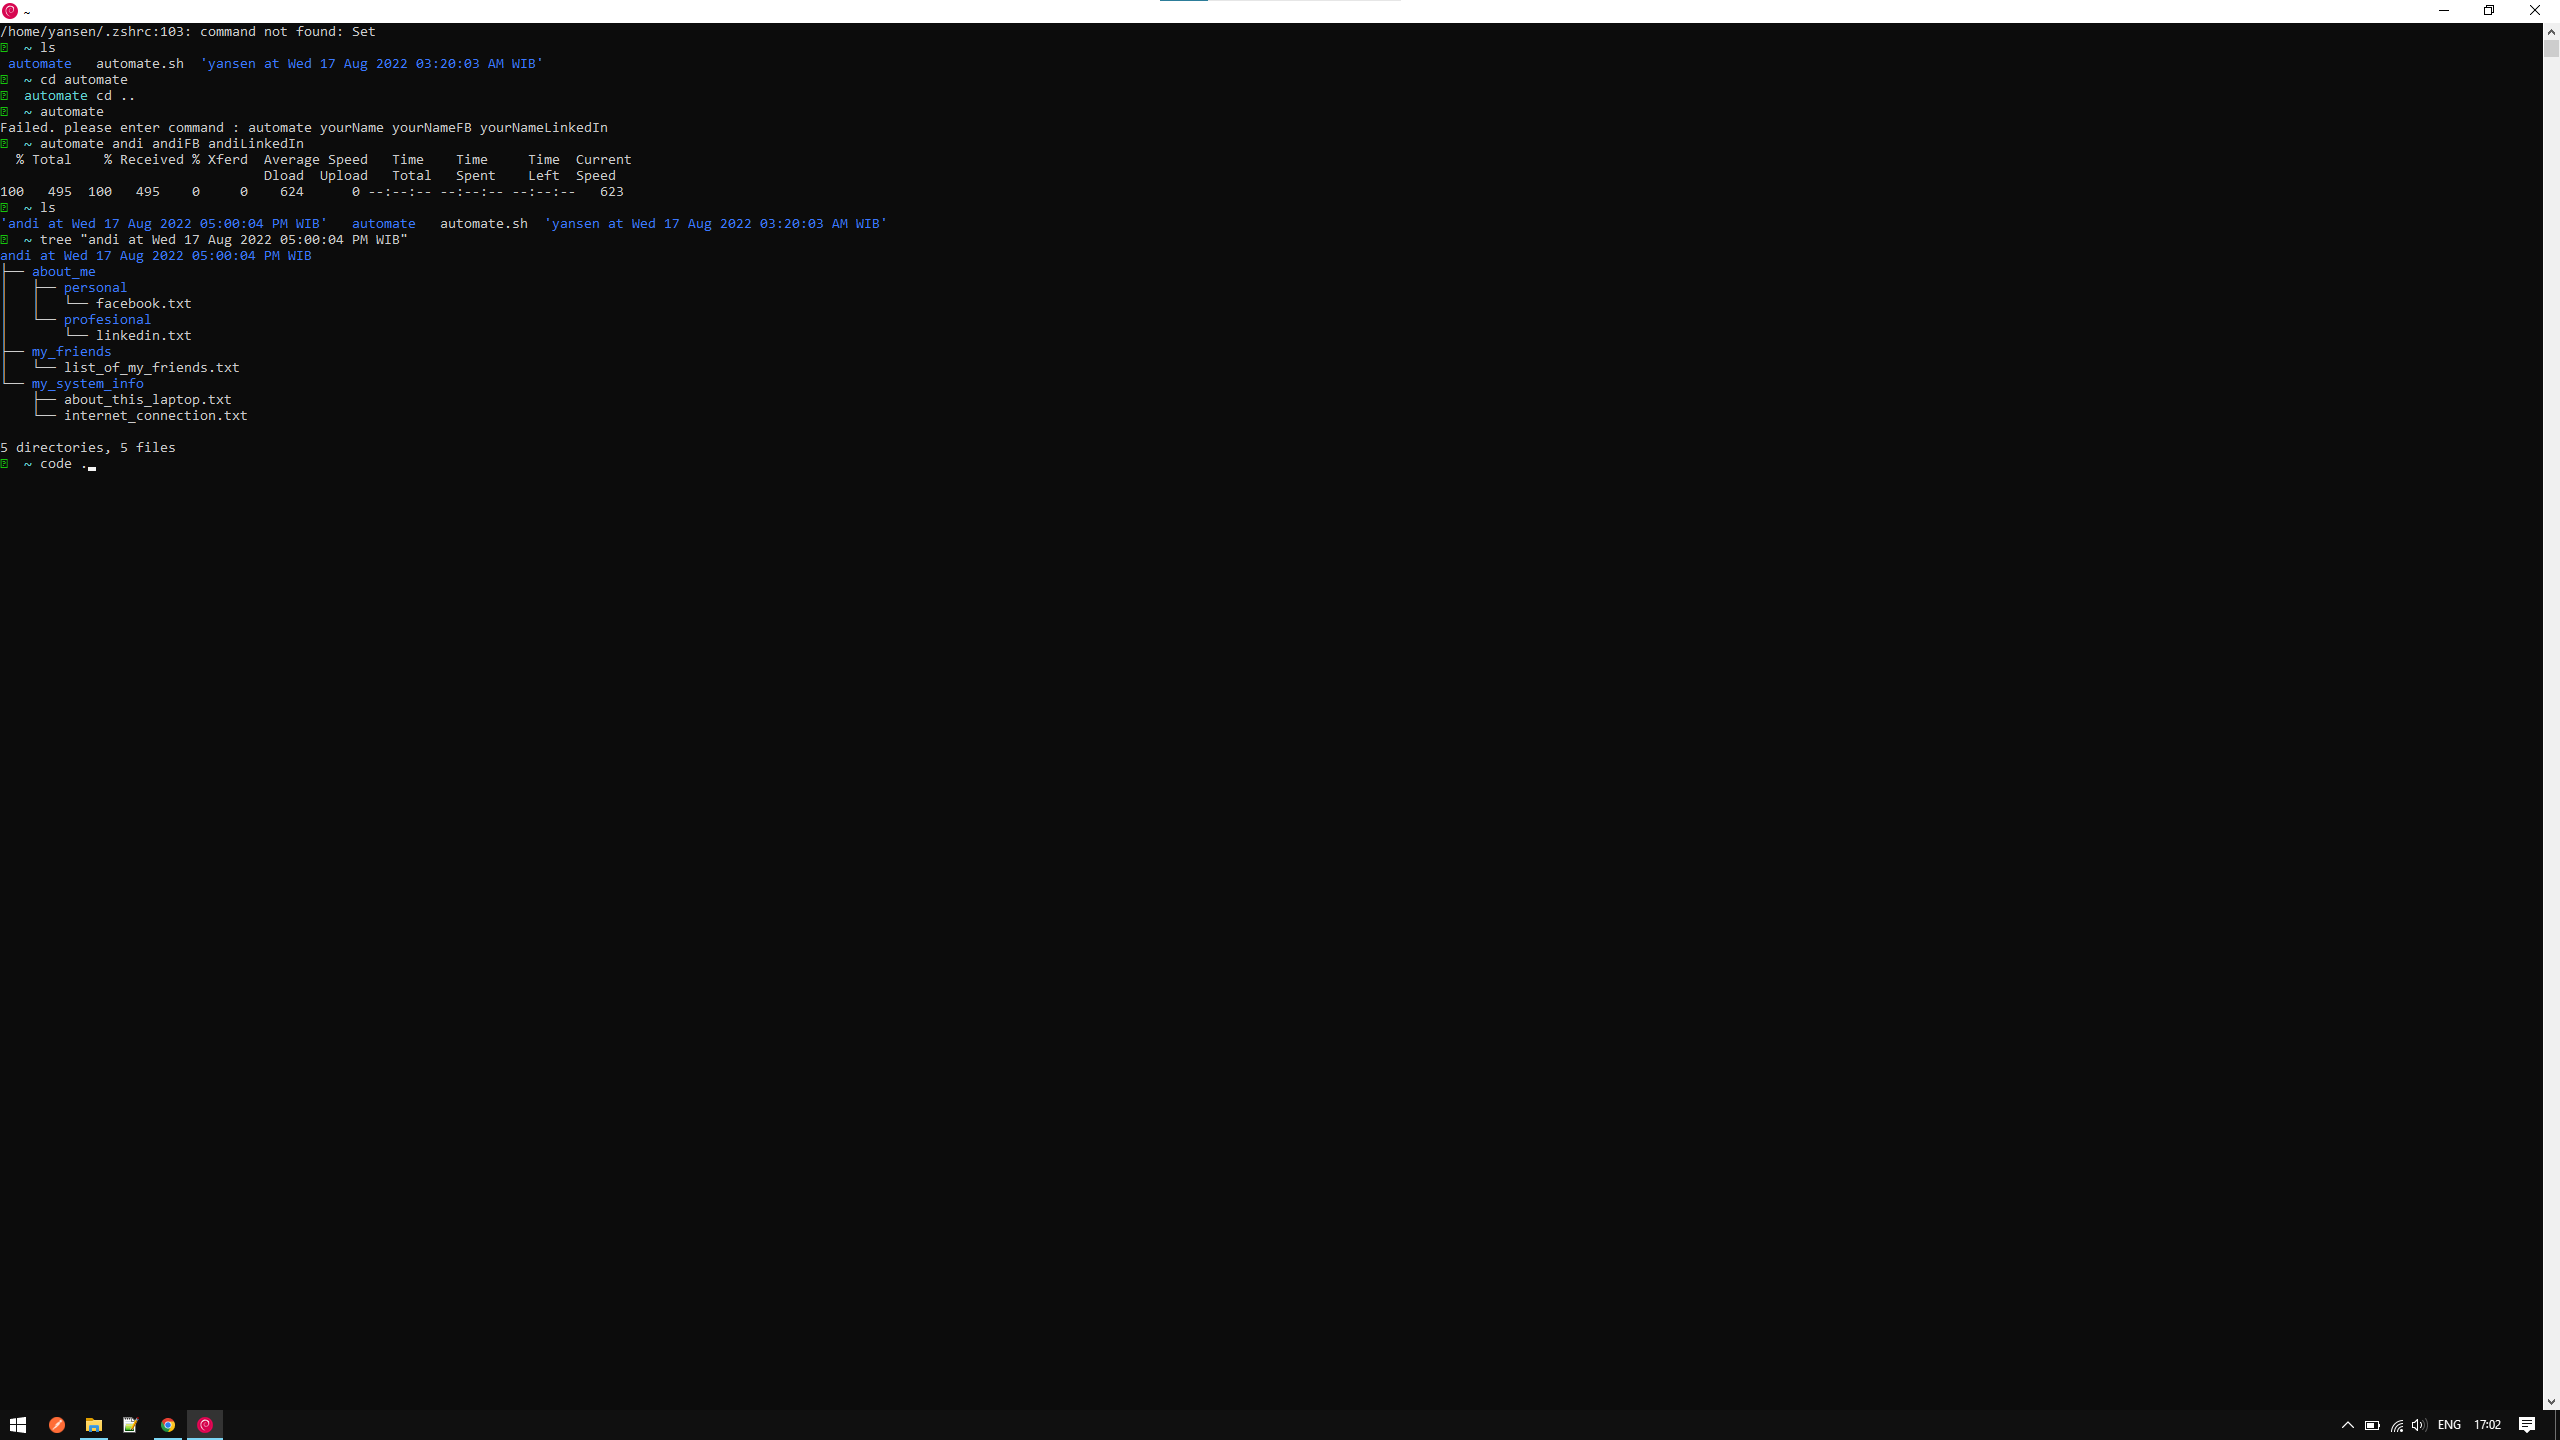 ~
/home/yansen/.zshrc:103: command not found: Set
~ ls
automate   automate.sh  'yansen at Wed 17 Aug 2022 03:20:03 AM WIB'
~ cd automate
automate cd ..
~ automate
Failed. please enter command : automate yourName yourNameFB yourNameLinkedIn
~ automate andi andiFB andiLinkedIn
  % Total    % Received % Xferd  Average Speed   Time    Time     Time  Current
                                 Dload  Upload   Total   Spent    Left  Speed
100   495  100   495    0     0    624      0 --:--:-- --:--:-- --:--:--   623
~ ls
'andi at Wed 17 Aug 2022 05:00:04 PM WIB'   automate   automate.sh  'yansen at Wed 17 Aug 2022 03:20:03 AM WIB'
~ tree "andi at Wed 17 Aug 2022 05:00:04 PM WIB"
andi at Wed 17 Aug 2022 05:00:04 PM WIB
├── about_me
│   ├── personal
│   │   └── facebook.txt
│   └── profesional
│       └── linkedin.txt
├── my_friends
│   └── list_of_my_friends.txt
└── my_system_info
    ├── about_this_laptop.txt
    └── internet_connection.txt
5 directories, 5 files
~ code .
ENG 17:02